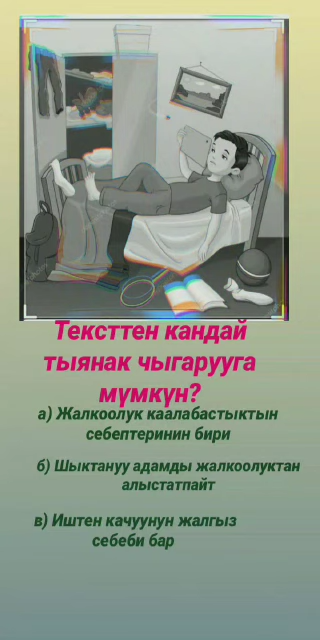 Тексттен кандай
тыянак чыгарууга
мүмкүн?
а) Жалкоолук каалабастыктын
себептеринин бири
б) Шыктануу адамды жалкоолуктан
алыстатпайт
в) Иштен качуунун жалгыз
себеби бар